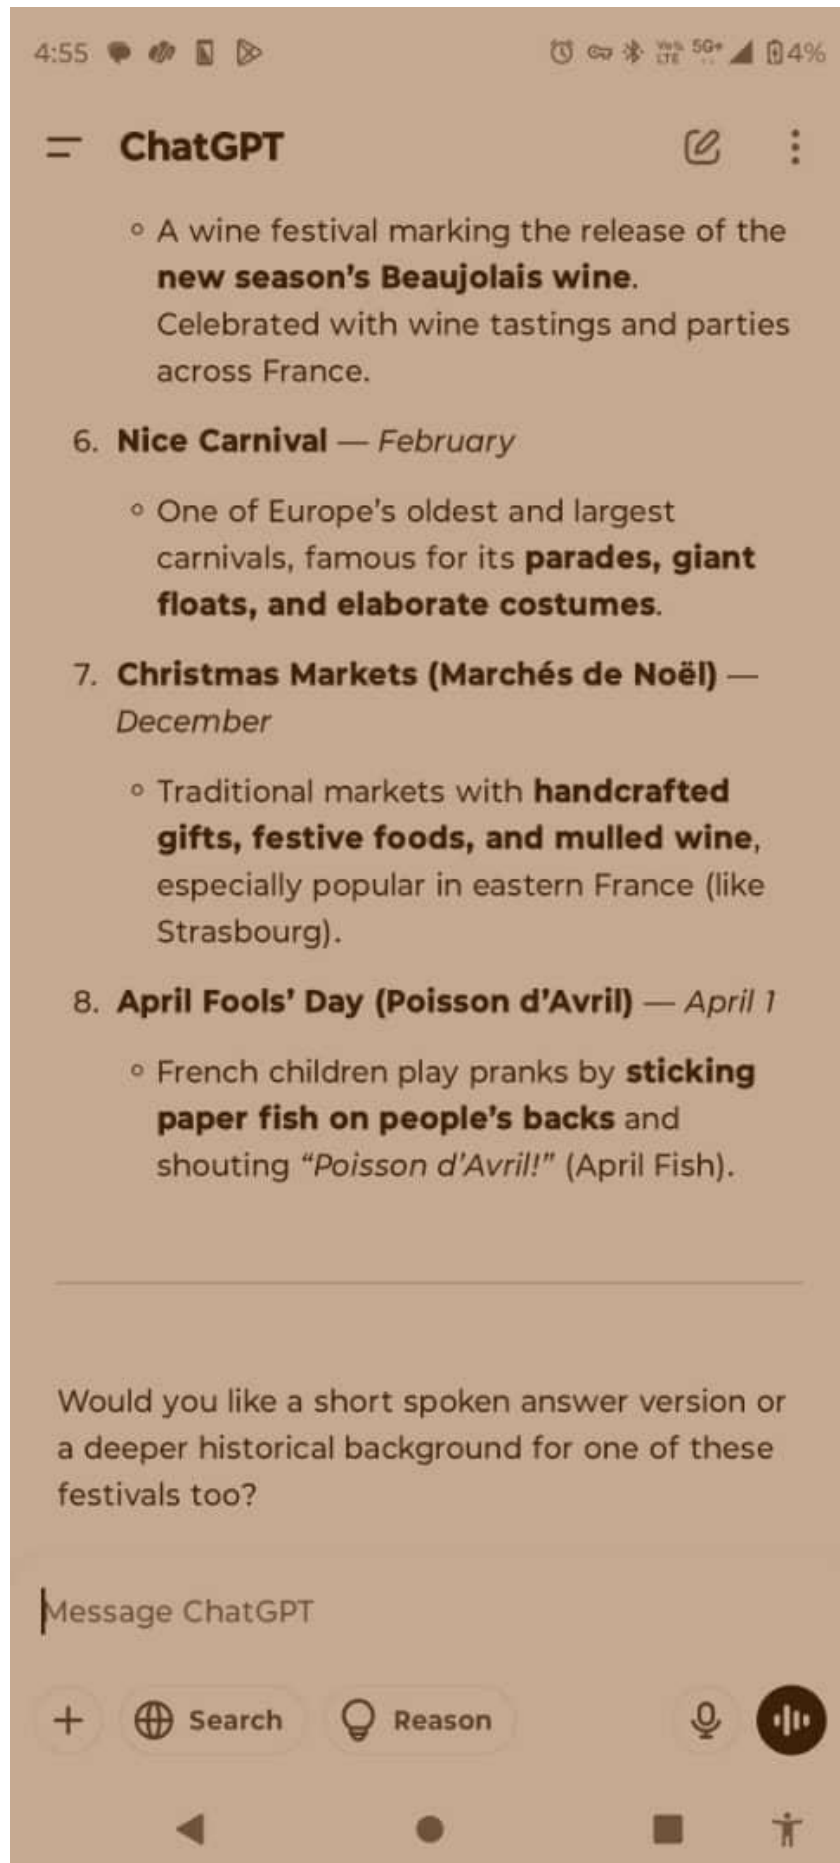 4:55 VoLTE 5G+ 4%
ChatGPT
A wine festival marking the release of the
new season's Beaujolais wine.
Celebrated with wine tastings and parties
across France.
6. Nice Carnival — February
One of Europe's oldest and largest
carnivals, famous for its parades, giant
floats, and elaborate costumes.
7. Christmas Markets (Marchés de Noël) —
December
Traditional markets with handcrafted
gifts, festive foods, and mulled wine,
especially popular in eastern France (like
Strasbourg).
8. April Fools' Day (Poisson d'Avril) — April 1
French children play pranks by sticking
paper fish on people's backs and
shouting “Poisson d'Avril!” (April Fish).
Would you like a short spoken answer version or
a deeper historical background for one of these
festivals too?
Message ChatGPT
Search Reason